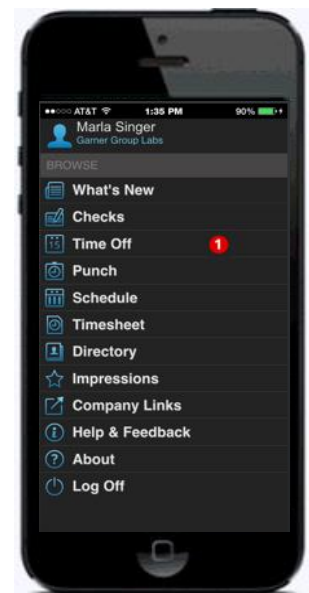 AT&T 1:35 PM 90%
Marla Singer
Garner Group Labs
BROWSE
What's New
Checks
15 Time Off 1
Punch
Schedule
Timesheet
Directory
Impressions
Company Links
Help & Feedback
About
Log Off